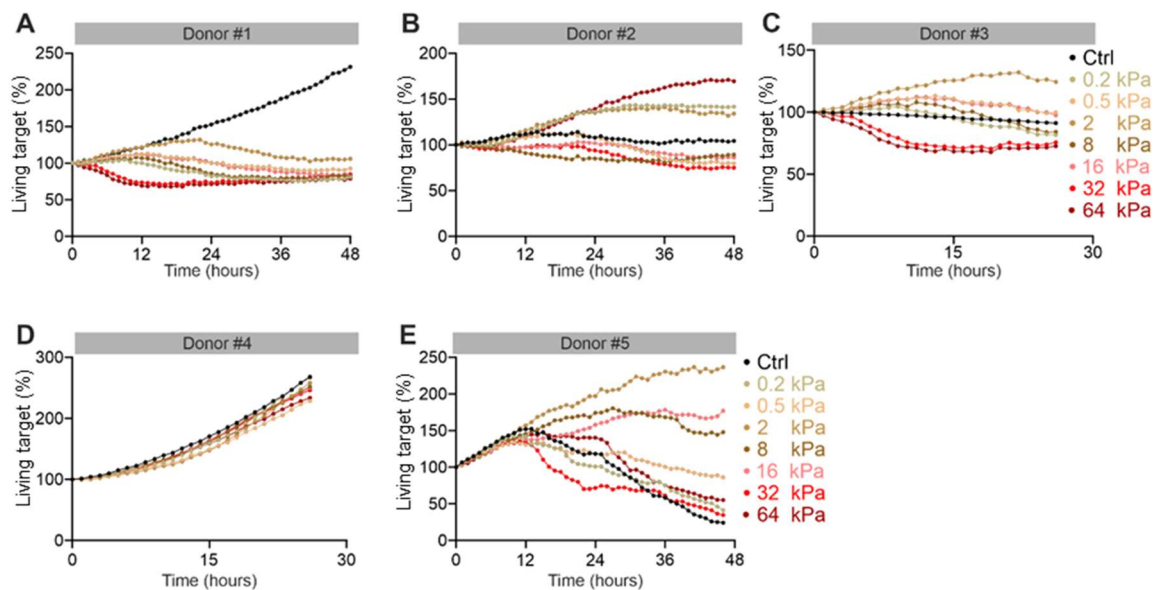 A
Donor #1
Living target (%)
250
200
150
100
50
0
0 12 24 36 48
Time (hours)
B
Donor #2
Living target (%)
200
150
100
50
0
0 12 24 36 48
Time (hours)
C
Donor #3
Living target (%)
150
100
50
0
0 15 30
Time (hours)
Ctrl
0.2 kPa
0.5 kPa
2 kPa
8 kPa
16 kPa
32 kPa
64 kPa
D
Donor #4
Living target (%)
300
200
100
0
0 15 30
Time (hours)
E
Donor #5
Living target (%)
250
200
150
100
50
0
0 12 24 36 48
Time (hours)
Ctrl
0.2 kPa
0.5 kPa
2 kPa
8 kPa
16 kPa
32 kPa
64 kPa